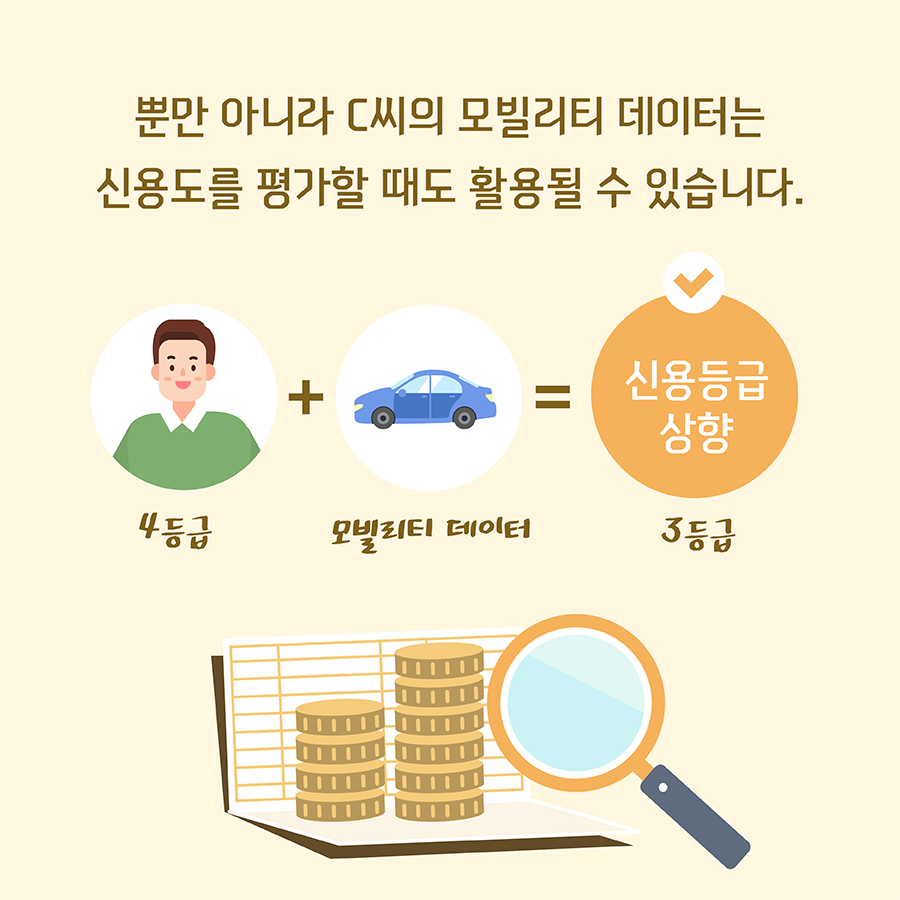 뿐만 아니라 C씨의 모빌리티 데이터는
신용도를 평가할 때도 활용될 수 있습니다.
+
=
신용등급
상향
4등급
모빌리티 데이터
3등급